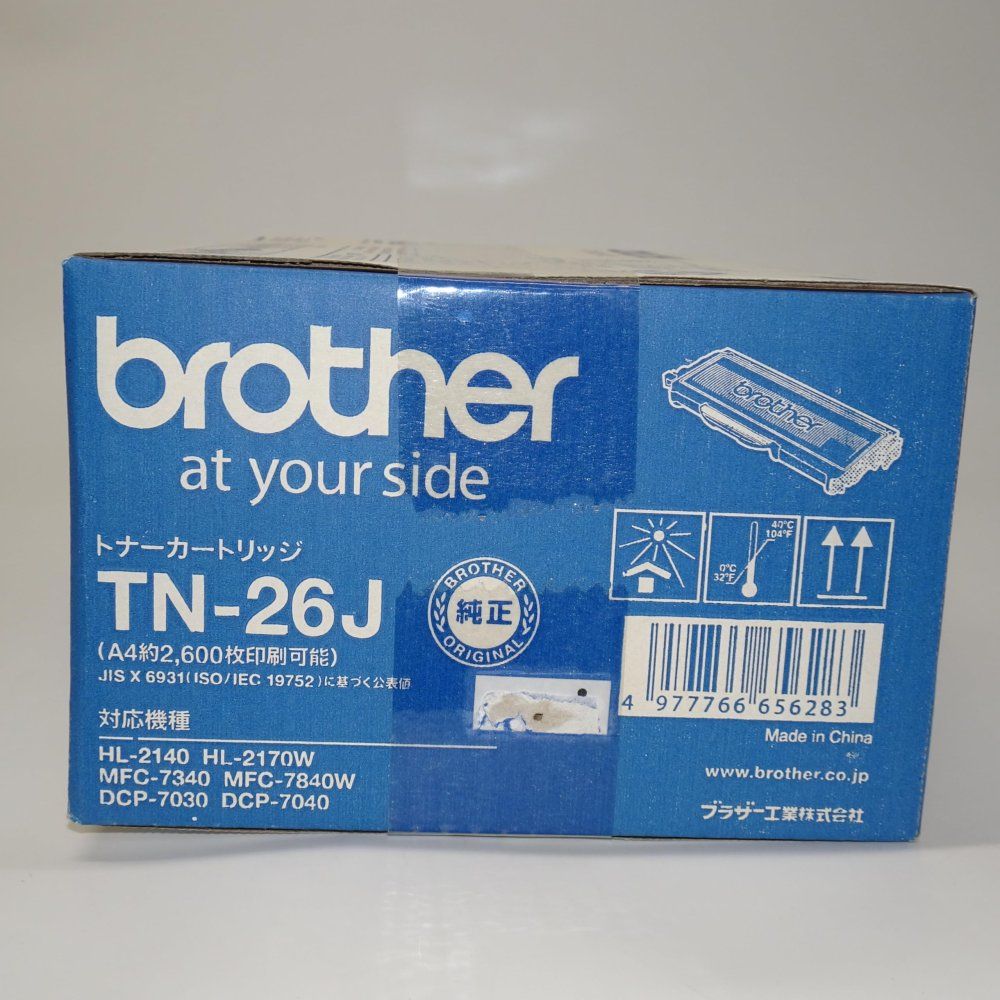 brother
at your side
brother
トナーカートリッジ
TN-26J
(A4約2,600枚印刷可能)
JIS X 6931(ISO/IEC 19752)に基づく公表値
BROTHER
純正
ORIGINAL
40°C
104°F
0°C
32°F
対応機種
HL-2140 HL-2170W
MFC-7340 MFC-7840W
DCP-7030 DCP-7040
4 977766 656283
Made in China
www.brother.co.jp
ブラザー工業株式会社